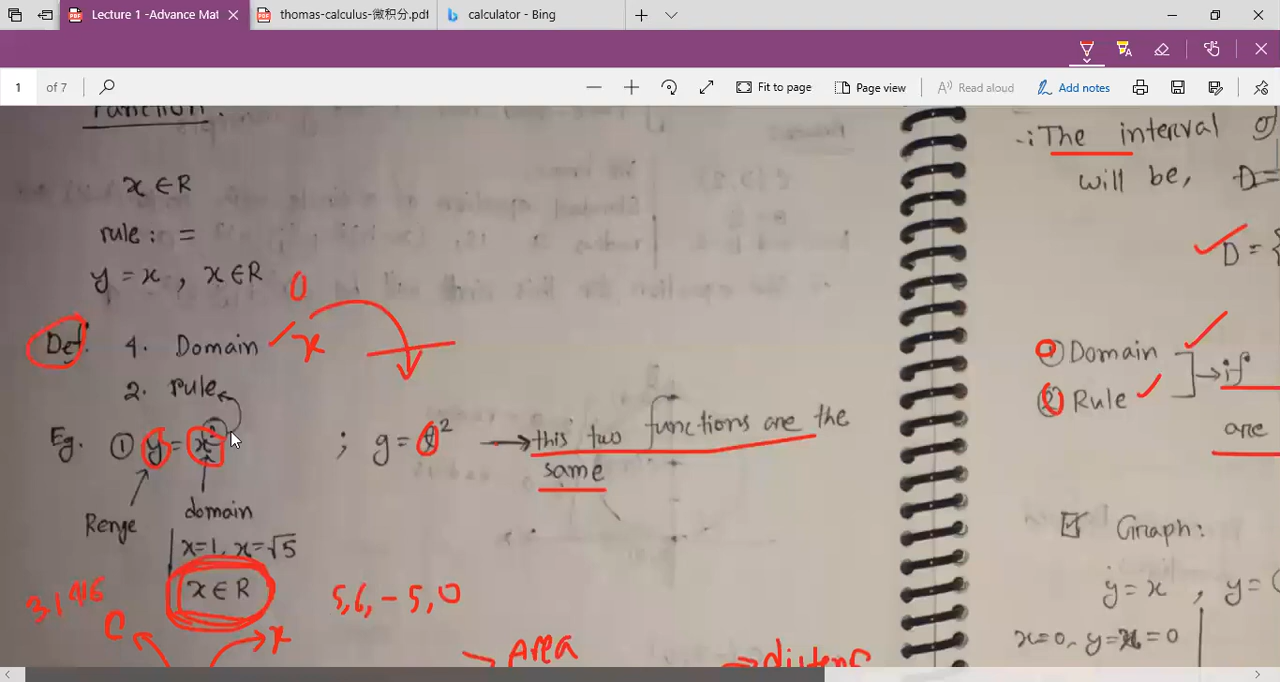 Lecture 1 -Advance Mat
thomas-calculus-微积分.pdf
calculator - Bing
1 of 7
Fit to page
Page view
Read aloud
Add notes
Function.
x ∈ R
rule : =
y = x , x ∈ R
0
Def. 4. Domain x
2. rule
Eg. ① y = x² ; g = t² → this two functions are the
same
Renge
domain
x=1, x=√5
x ∈ R
5,6, - 5, 0
3,1
C
x
Area
∴ The interval
will be, D=
D = {
① Domain
② Rule
→ if
are
Graph:
y = x , y =
x=0, y=x=0